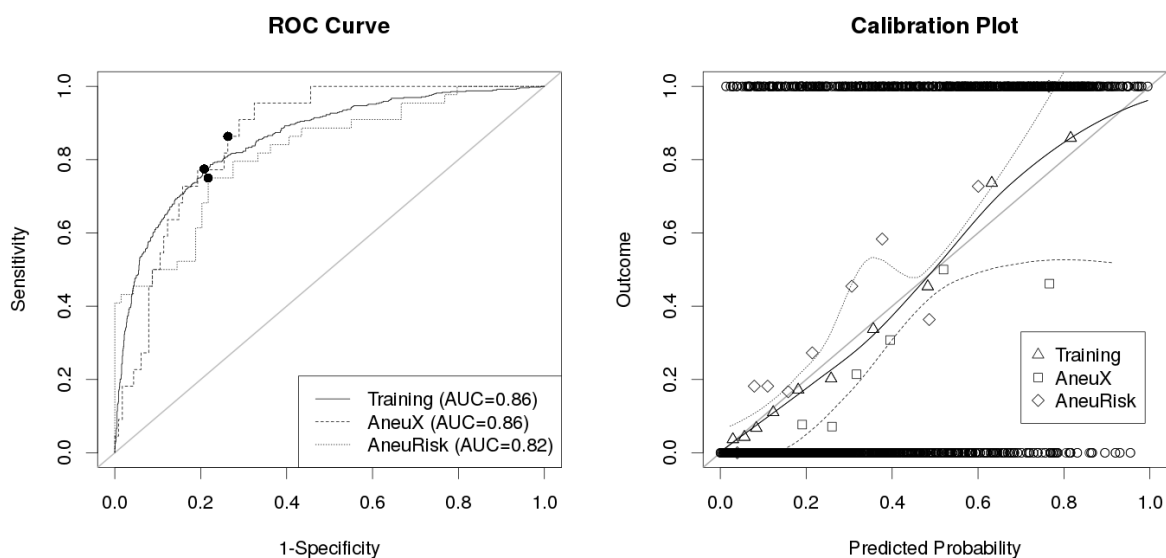 ROC Curve
Sensitivity
1.0
0.8
0.6
0.4
0.2
0.0
Training (AUC=0.86)
AneuX (AUC=0.86)
AneuRisk (AUC=0.82)
0.0 0.2 0.4 0.6 0.8 1.0
1-Specificity
Calibration Plot
Outcome
1.0
0.8
0.6
0.4
0.2
0.0
Training
AneuX
AneuRisk
0.0 0.2 0.4 0.6 0.8 1.0
Predicted Probability